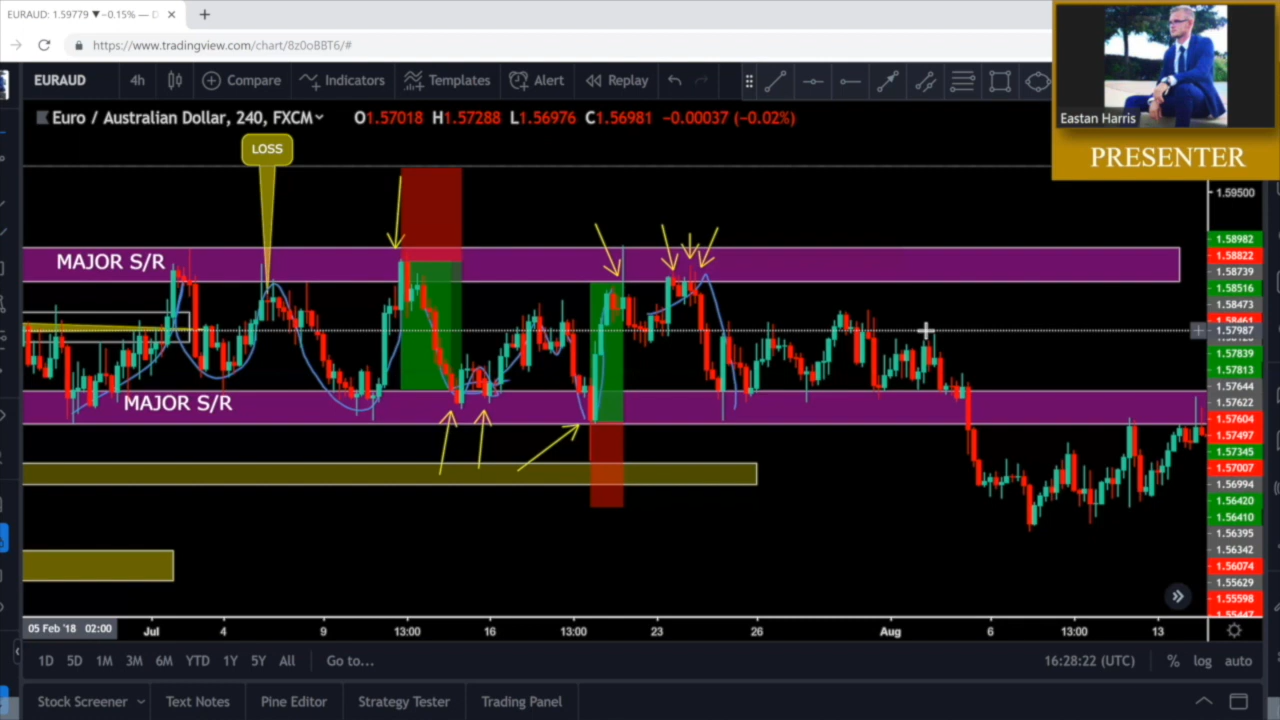 EURAUD: 1.59779 ▼ −0.15% — D
https://www.tradingview.com/chart/8z0oBBT6/#
EURAUD 4h Compare Indicators Templates Alert Replay
Euro / Australian Dollar, 240, FXCM O1.57018 H1.57288 L1.56976 C1.56981 −0.00037 (−0.02%)
Eastan Harris
PRESENTER
LOSS
MAJOR S/R
MAJOR S/R
1.59500
1.58982
1.58822
1.58739
1.58516
1.58473
1.58461
1.57987
1.57839
1.57813
1.57644
1.57622
1.57604
1.57497
1.57345
1.57007
1.56994
1.56420
1.56410
1.56395
1.56342
1.56074
1.55629
1.55598
1.55447
05 Feb '18 02:00 Jul 4 9 13:00 16 13:00 23 26 Aug 6 13:00 13
1D 5D 1M 3M 6M YTD 1Y 5Y All Go to... 16:28:22 (UTC) % log auto
Stock Screener Text Notes Pine Editor Strategy Tester Trading Panel